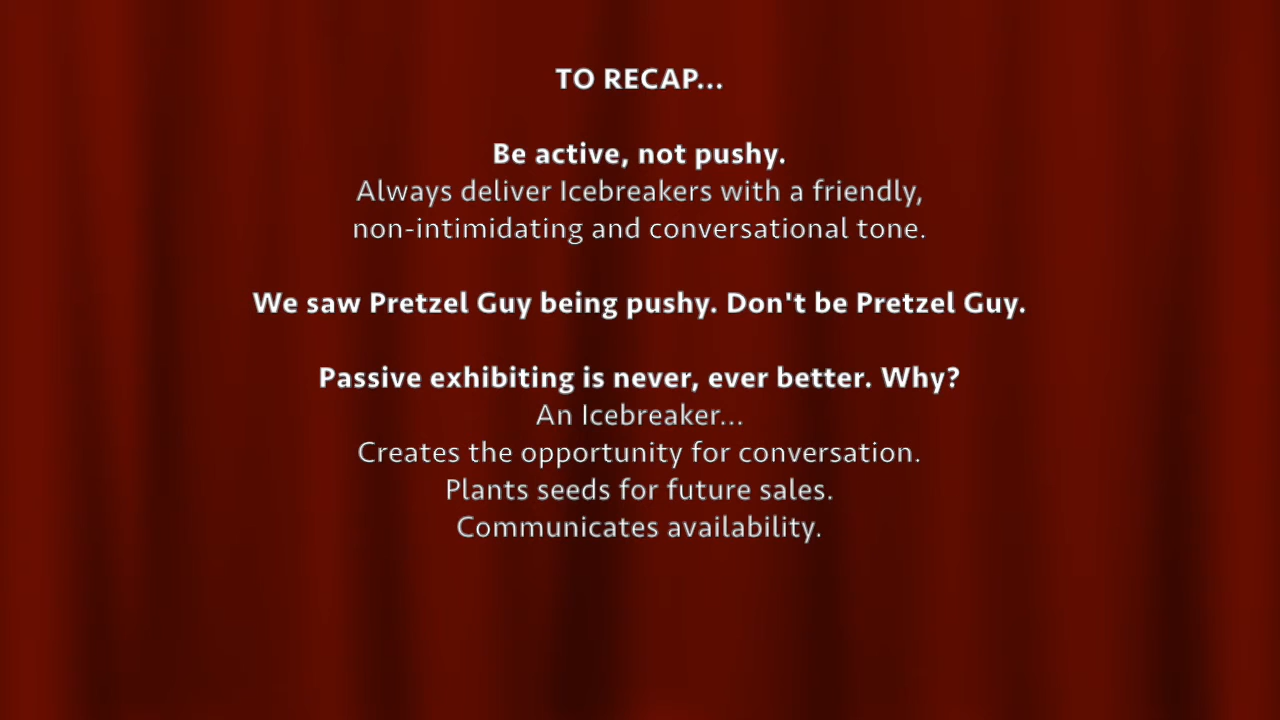 TO RECAP...
Be active, not pushy.
Always deliver Icebreakers with a friendly,
non-intimidating and conversational tone.
We saw Pretzel Guy being pushy. Don't be Pretzel Guy.
Passive exhibiting is never, ever better. Why?
An Icebreaker...
Creates the opportunity for conversation.
Plants seeds for future sales.
Communicates availability.